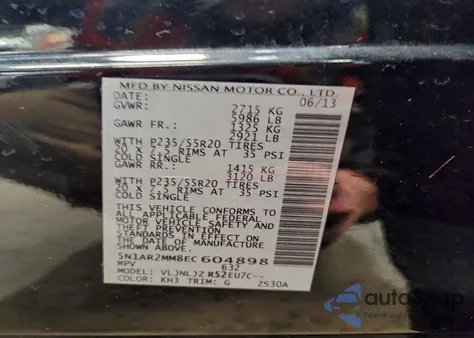 MFD BY NISSAN MOTOR CO., LTD.
DATE: 06/13
GVWR: 2715 KG
5986 LB
GAWR FR.: 1325 KG
2921 LB
WITH P235/55R20 TIRES
20 X 7.5 RIMS AT 35 PSI
COLD SINGLE
GAWR RR.: 1415 KG
3120 LB
WITH P235/55R20 TIRES
20 X 7.5 RIMS AT 35 PSI
COLD SINGLE
THIS VEHICLE CONFORMS TO
ALL APPLICABLE FEDERAL
MOTOR VEHICLE SAFETY AND
THEFT PREVENTION
STANDARDS IN EFFECT ON
THE DATE OF MANUFACTURE
SHOWN ABOVE.
5N1AR2MM8EC604898
MPV 632
MODEL: VLJNLJZ R52EU7C--
COLOR: KH3 TRIM: G ZS30A
autosnap